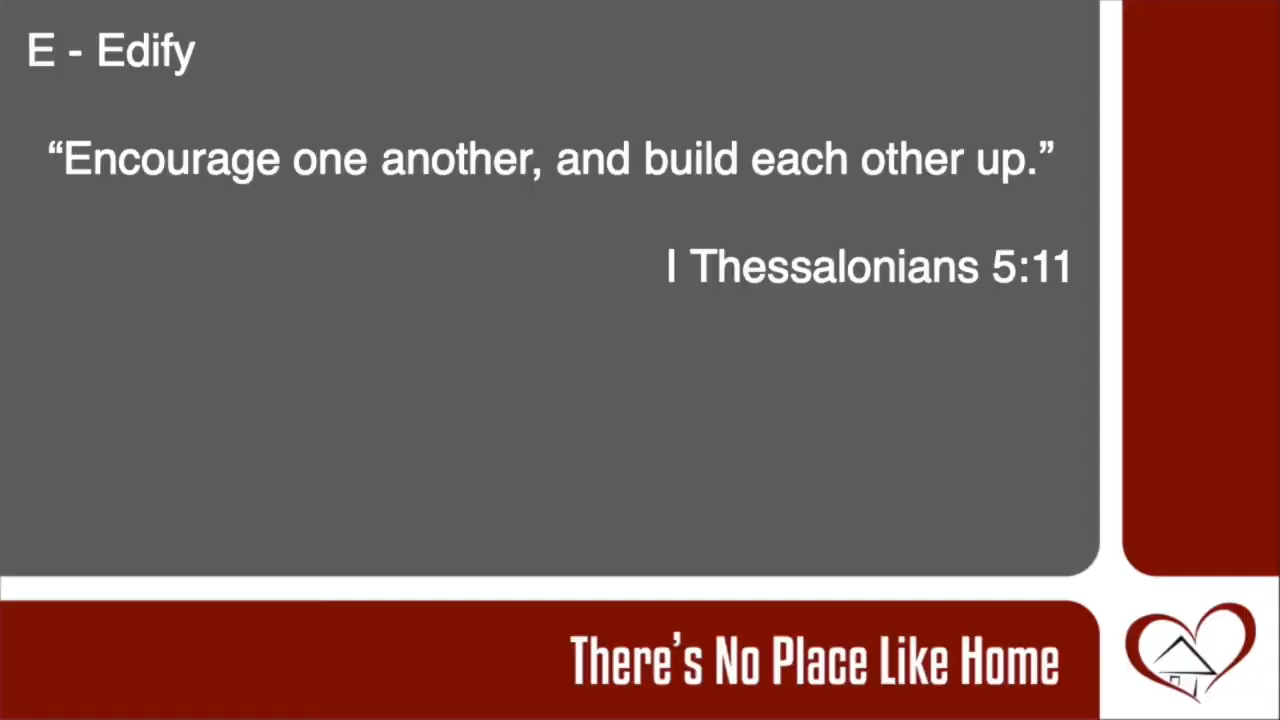 E - Edify
“Encourage one another, and build each other up.”
I Thessalonians 5:11
There’s No Place Like Home